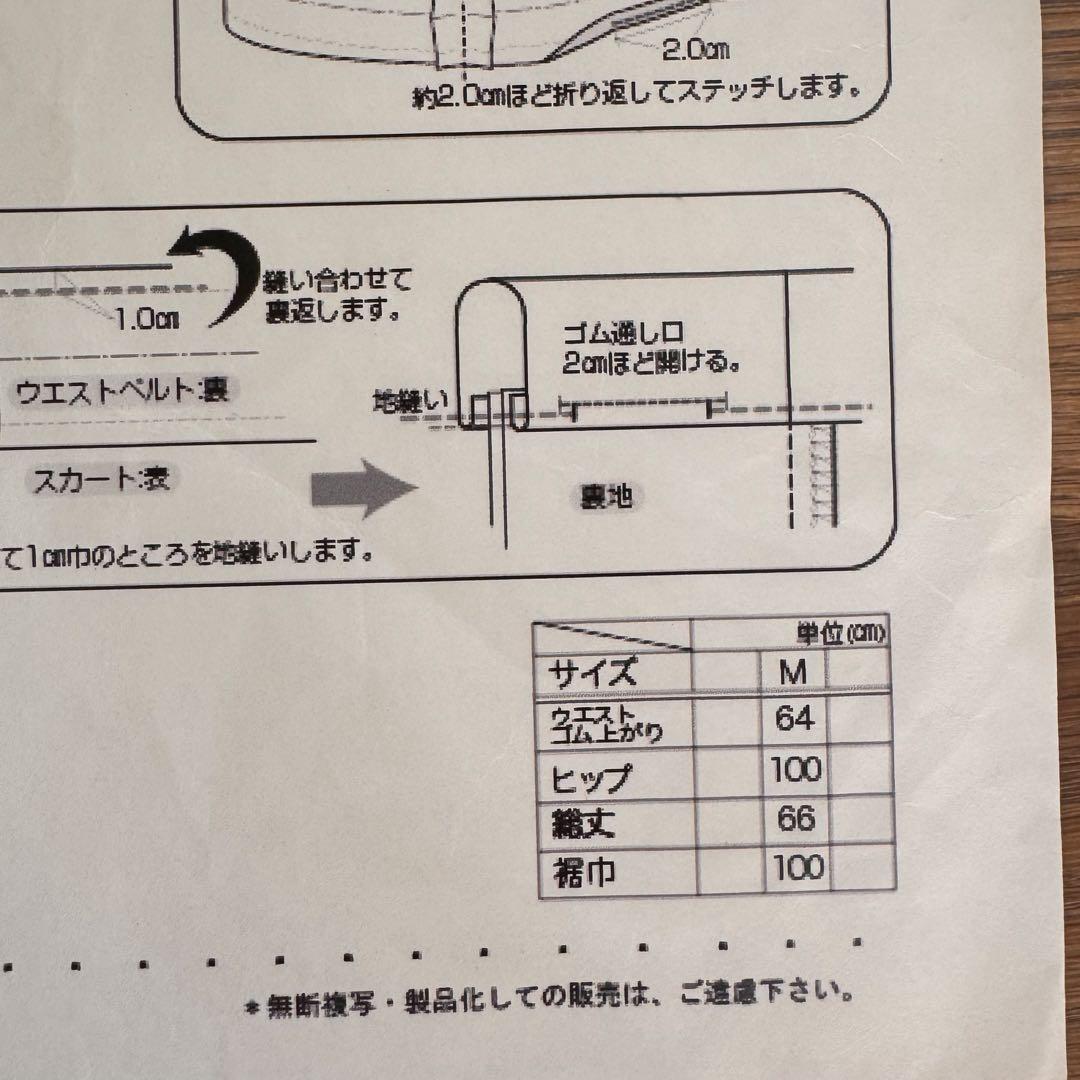 2.0cm
約2.0cmほど折り返してステッチします。
縫い合わせて
裏返します。
1.0cm
ウエストベルト:裏
スカート:表
て1cm巾のところを地縫いします。
ゴム通し口
2cmほど開ける。
地縫い
裏地
単位(cm)
サイズ M
ウエスト
ゴム上がり 64
ヒップ 100
総丈 66
裾巾 100
*無断複写・製品化しての販売は、ご遠慮下さい。